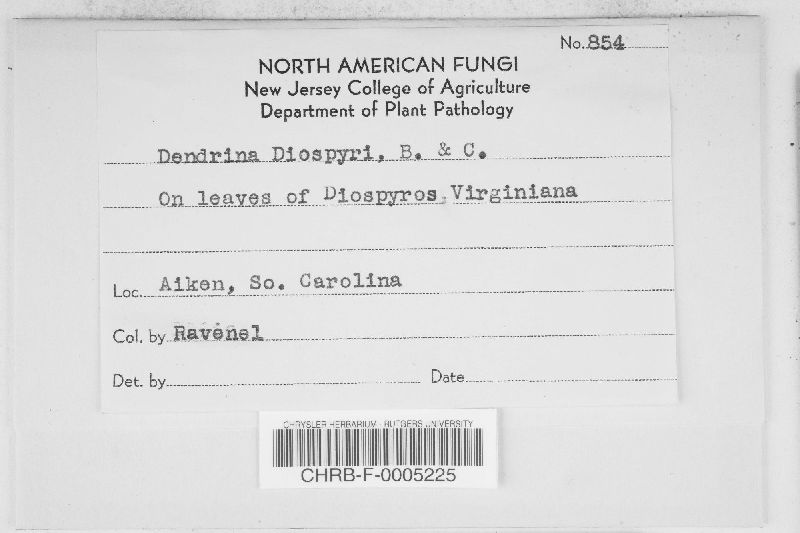 No. 854
NORTH AMERICAN FUNGI
New Jersey College of Agriculture
Department of Plant Pathology
Dendrina Diospyri, B. & C.
On leaves of Diospyros Virginiana
Loc. Aiken, So. Carolina
Col. by Ravenel
Det. by Date
CHRYSLER HERBARIUM - RUTGERS UNIVERSITY
CHRB-F-0005225